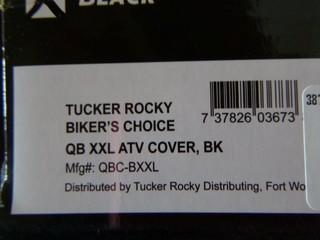 BLACK
TUCKER ROCKY
BIKER'S CHOICE
QB XXL ATV COVER, BK
Mfg#: QBC-BXXL
Distributed by Tucker Rocky Distributing, Fort Wo
7 37826 03673
387